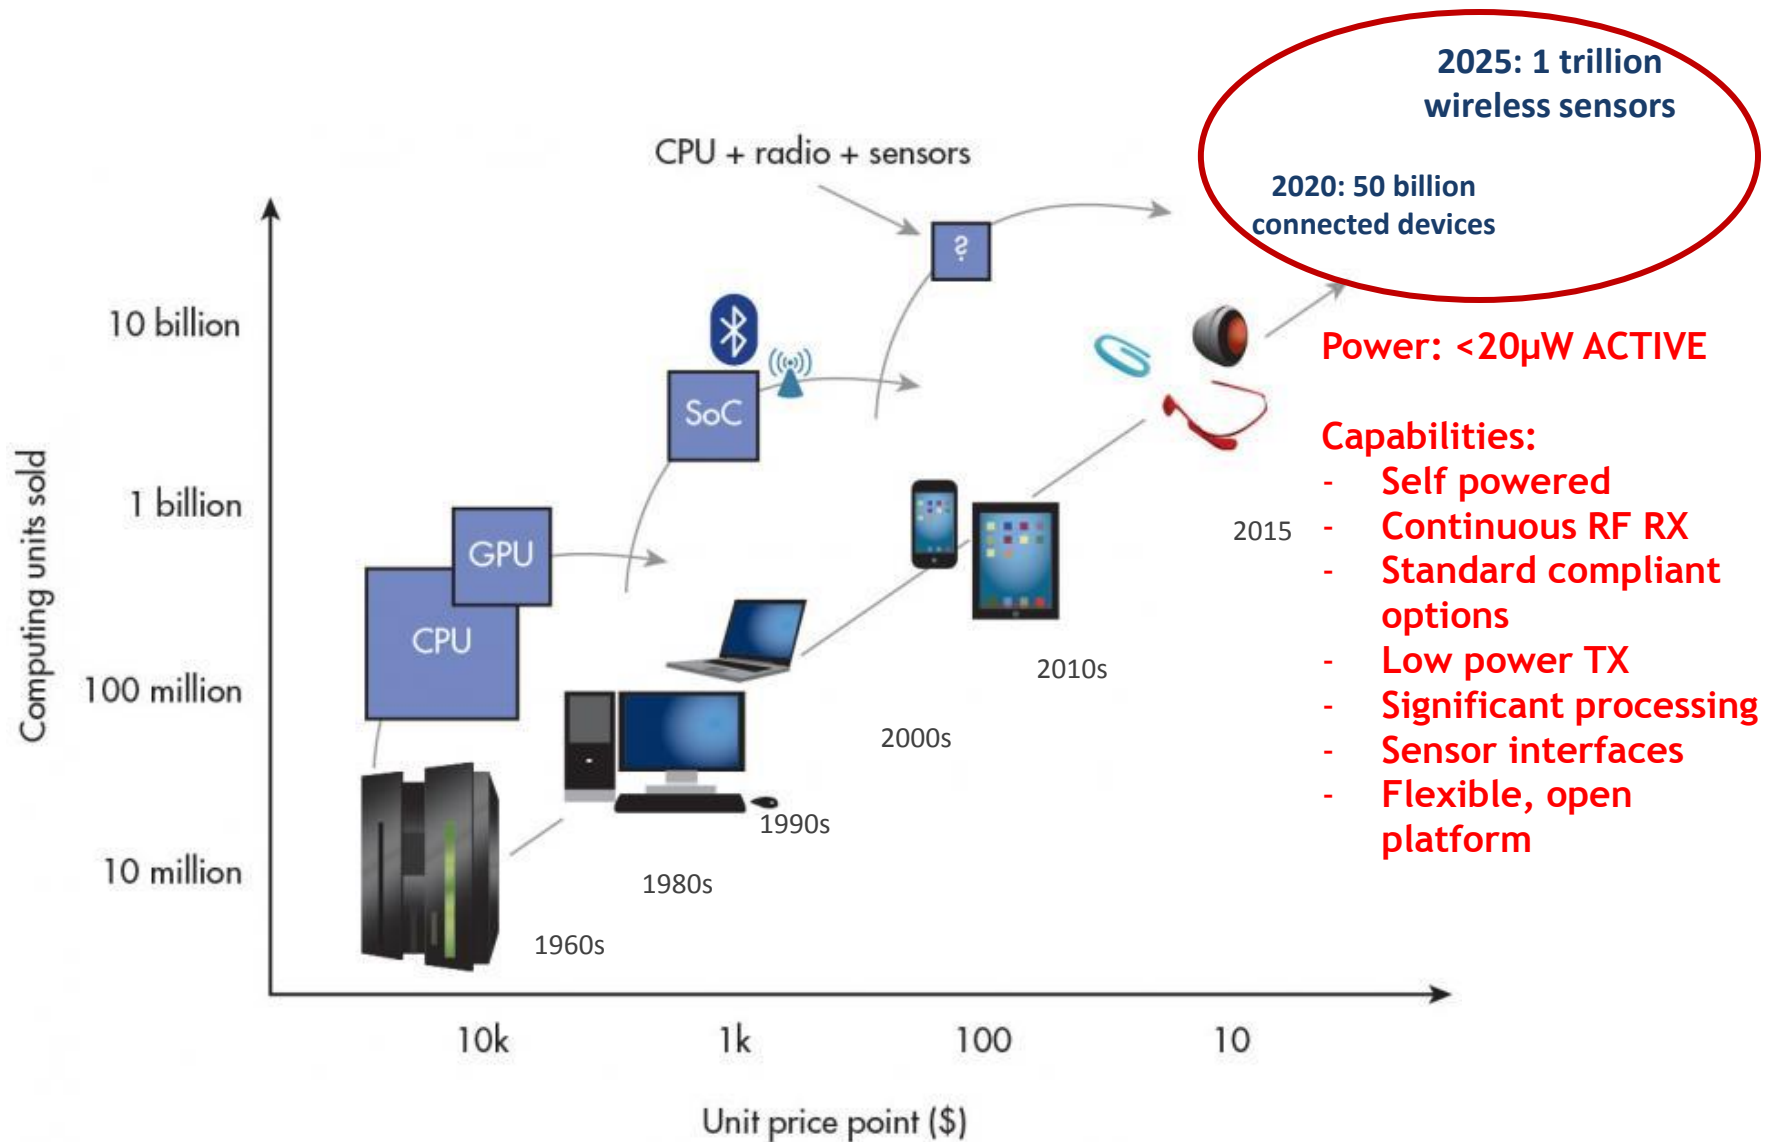 2025: 1 trillion
wireless sensors
CPU + radio + sensors
2020: 50 billion
connected devices
?
10 billion
SoC
Power: <20µW ACTIVE
Capabilities:
- Self powered
1 billion
2015
- Continuous RF RX
GPU
- Standard compliant
options
CPU
- Low power TX
2010s
100 million
- Significant processing
2000s
- Sensor interfaces
- Flexible, open
platform
1990s
10 million
1980s
1960s
Computing units sold
10k
1k
100
10
Unit price point ($)